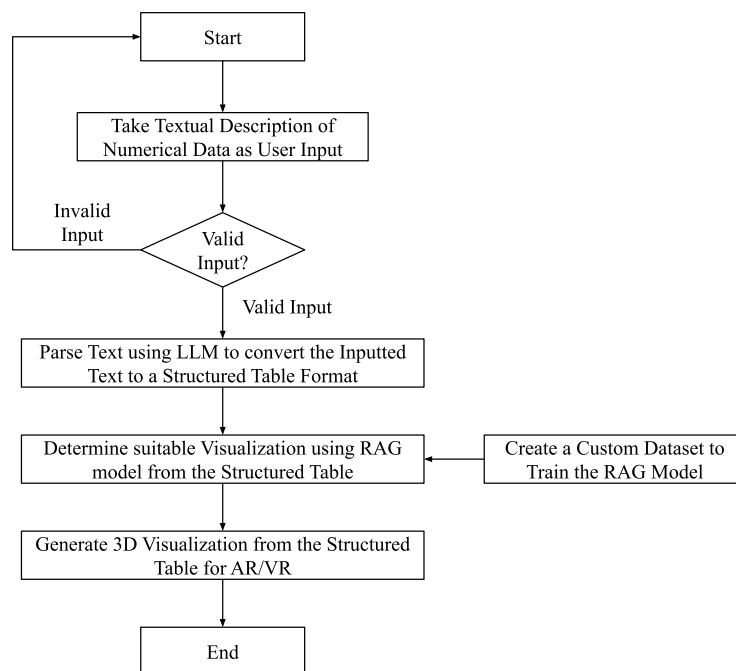 Start
Take Textual Description of
Numerical Data as User Input
Invalid
Input
Valid
Input?
Valid Input
Parse Text using LLM to convert the Inputted
Text to a Structured Table Format
Determine suitable Visualization using RAG
model from the Structured Table
Create a Custom Dataset to
Train the RAG Model
Generate 3D Visualization from the Structured
Table for AR/VR
End